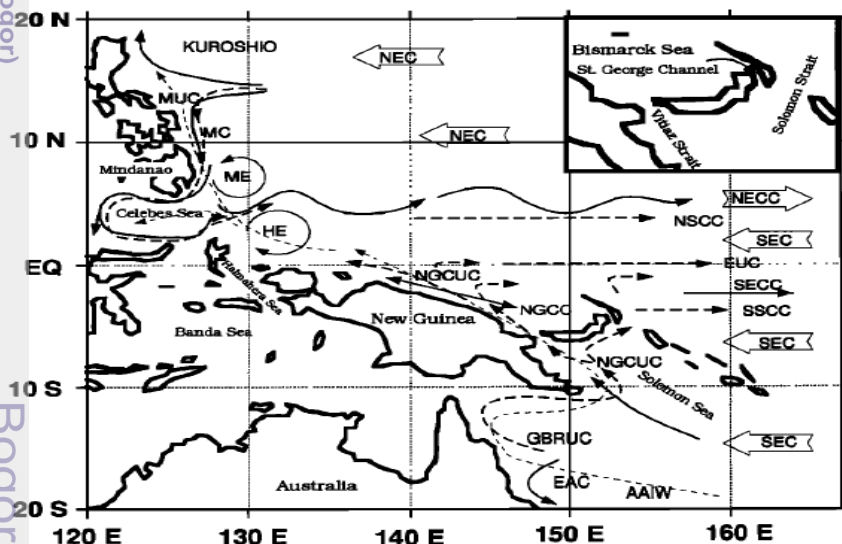 20 N
KUROSHIO
NEC
MUC
MC
10 N
NEC
Mindanao
ME
Celebes Sea
HE
NECC
NSCC
SEC
EQ
Halmahera Sea
NGCUC
EUC
SECC
NGCC
SSCC
New Guinea
Banda Sea
SEC
NGCUC
10 S
Solomon Sea
GBRUC
SEC
EAC
AAIW
Australia
20 S
120 E
130 E
140 E
150 E
160 E
Bismarck Sea
St. George Channel
Solomon Strait
Vitiaz Strait
ogor)
Bogor